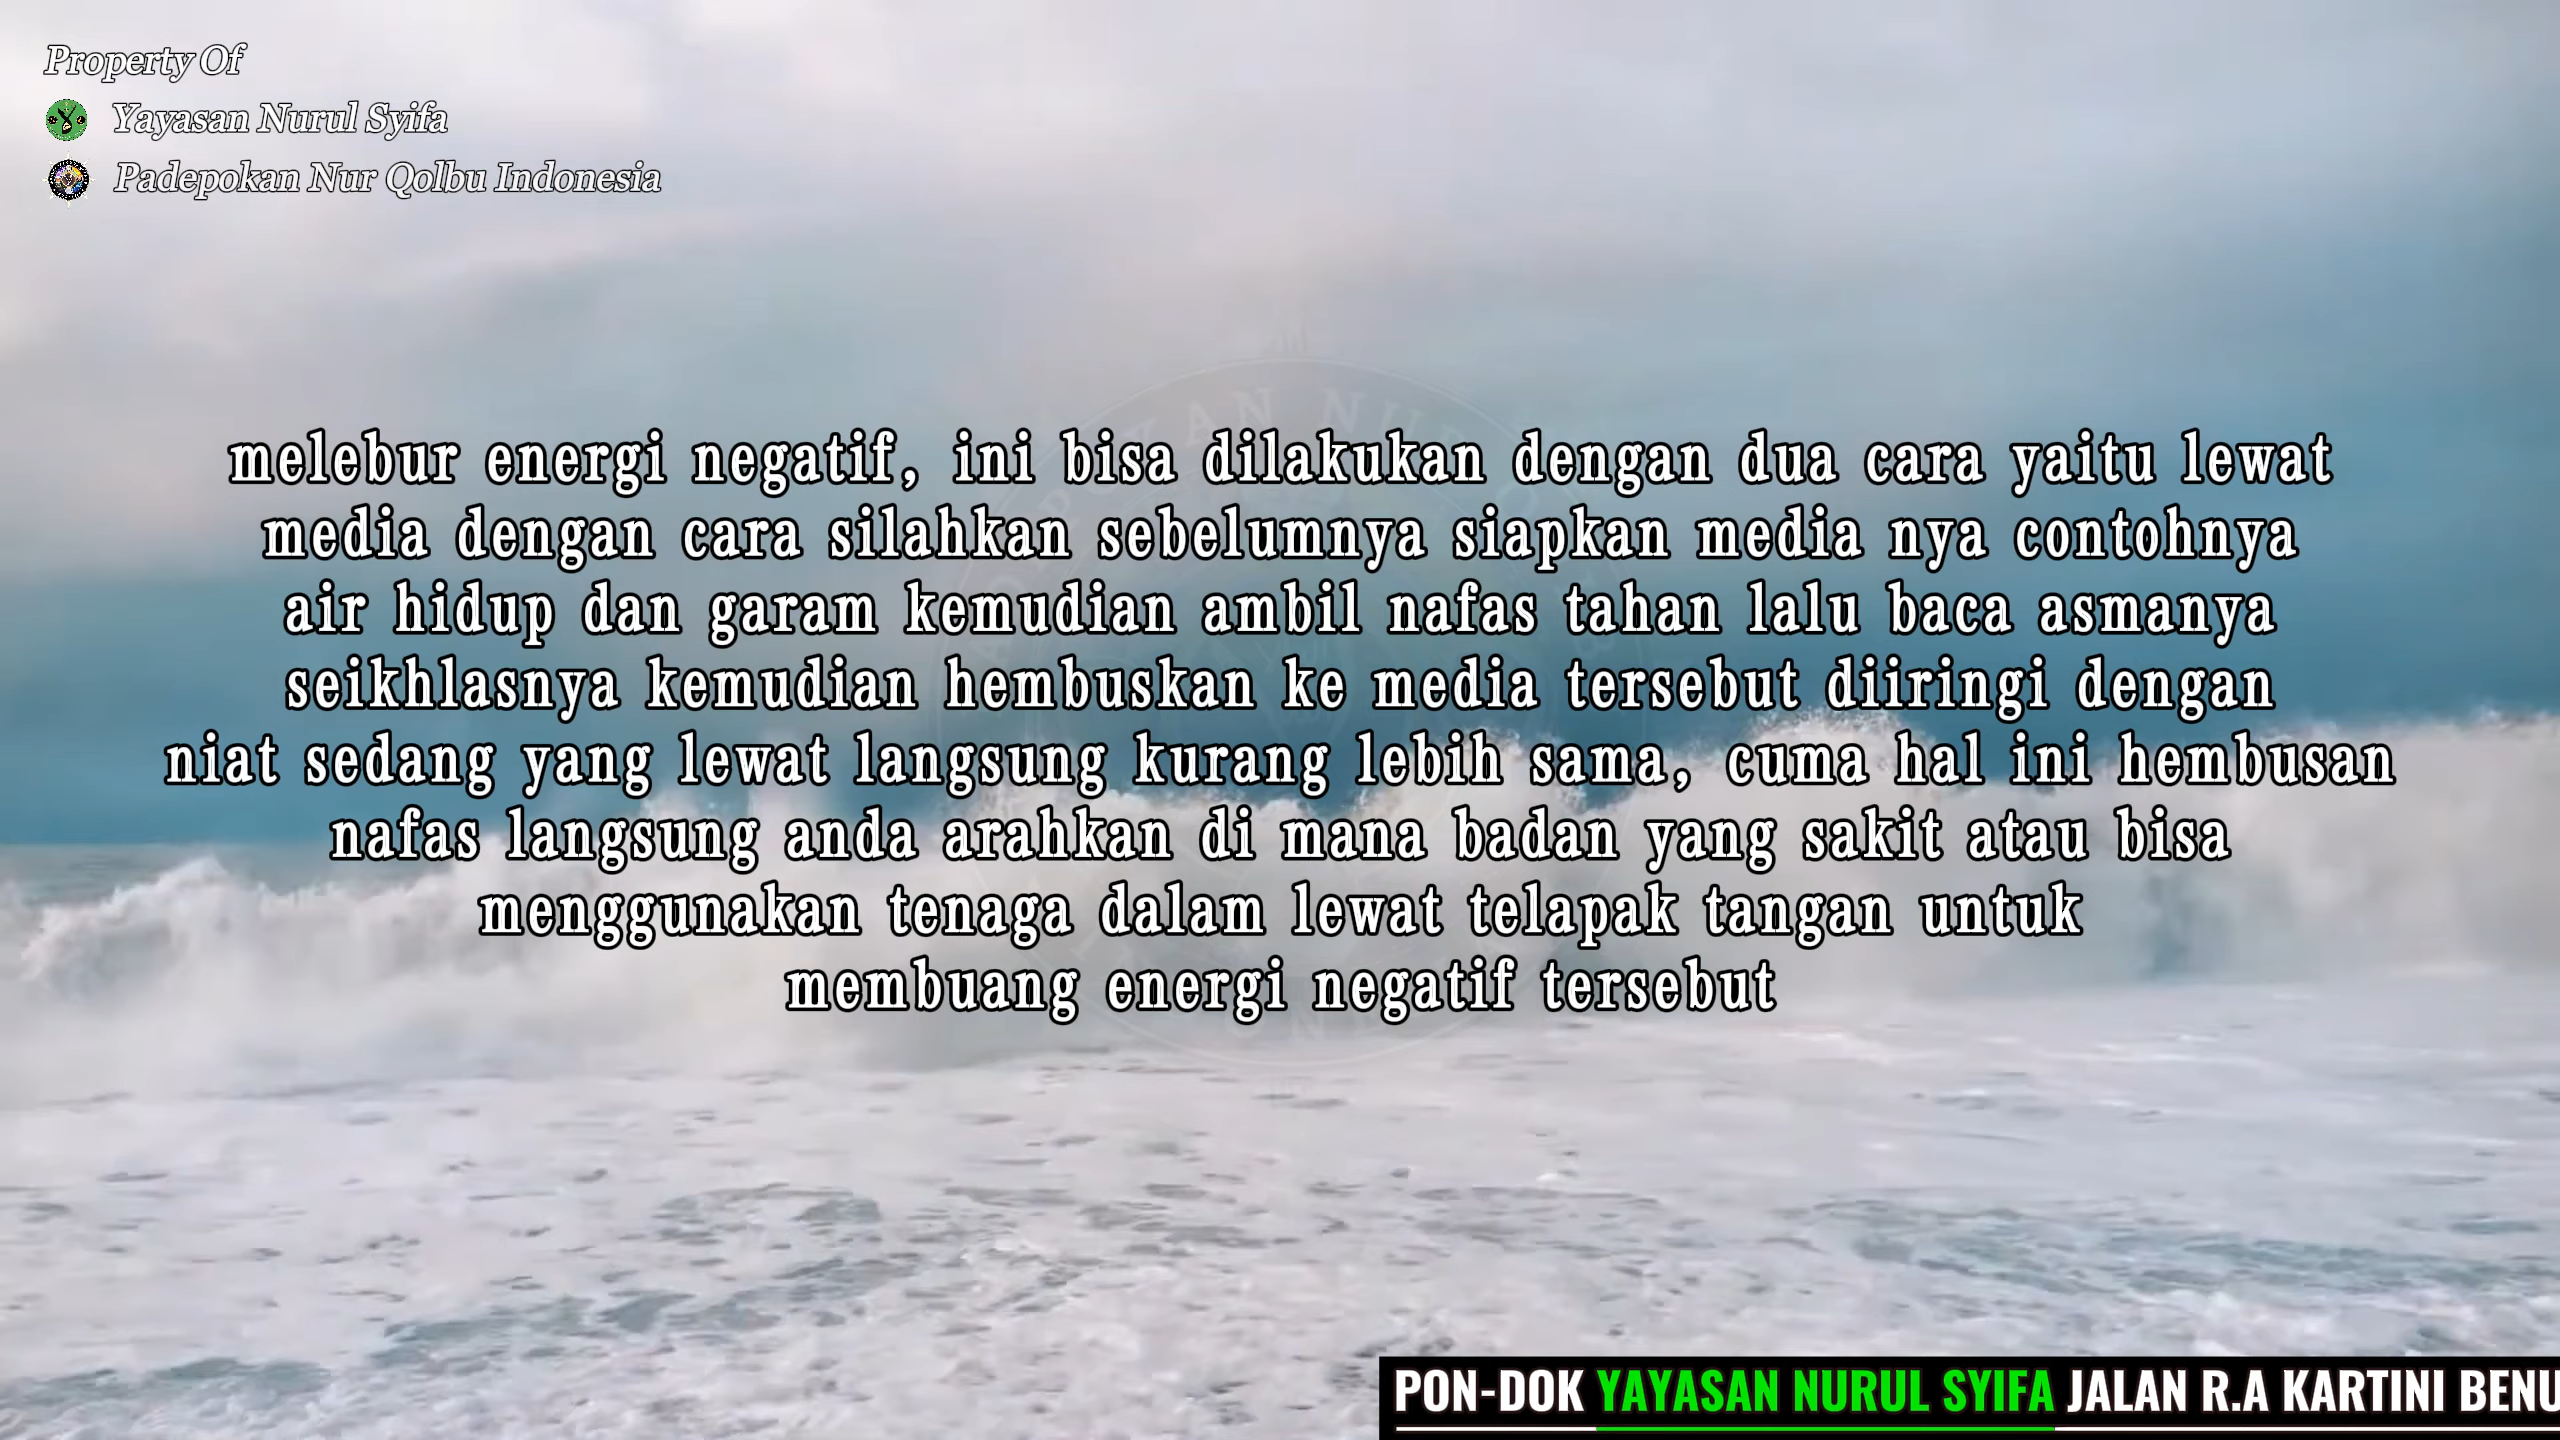 Property Of
Yayasan Nurul Syifa
Padepokan Nur Qolbu Indonesia
melebur energi negatif, ini bisa dilakukan dengan dua cara yaitu lewat
media dengan cara silahkan sebelumnya siapkan media nya contohnya
air hidup dan garam kemudian ambil nafas tahan lalu baca asmanya
seikhlasnya kemudian hembuskan ke media tersebut diiringi dengan
niat sedang yang lewat langsung kurang lebih sama, cuma hal ini hembusan
nafas langsung anda arahkan di mana badan yang sakit atau bisa
menggunakan tenaga dalam lewat telapak tangan untuk
membuang energi negatif tersebut
PON-DOK YAYASAN NURUL SYIFA JALAN R.A KARTINI BENU